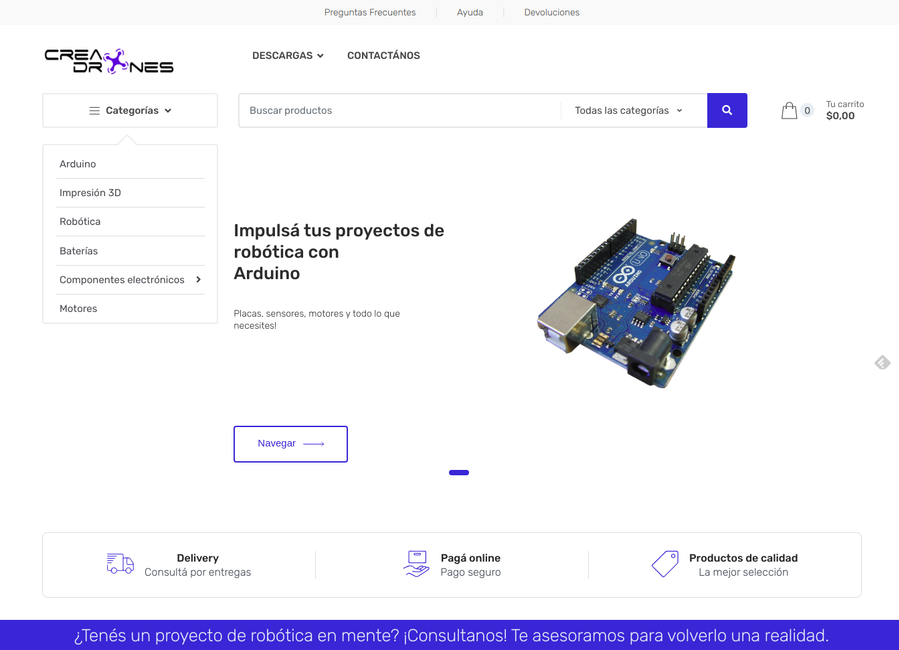 Preguntas Frecuentes
Ayuda
Devoluciones
CREA DRONES
DESCARGAS
CONTACTÁNOS
Categorías
Buscar productos
Todas las categorías
0
Tu carrito
$0,00
Arduino
Impresión 3D
Robótica
Baterías
Componentes electrónicos
Motores
Impulsá tus proyectos de
robótica con
Arduino
Placas, sensores, motores y todo lo que
necesites!
UNO
ARDUINO
Navegar
Delivery
Consultá por entregas
Pagá online
Pago seguro
Productos de calidad
La mejor selección
¿Tenés un proyecto de robótica en mente? ¡Consultanos! Te asesoramos para volverlo una realidad.